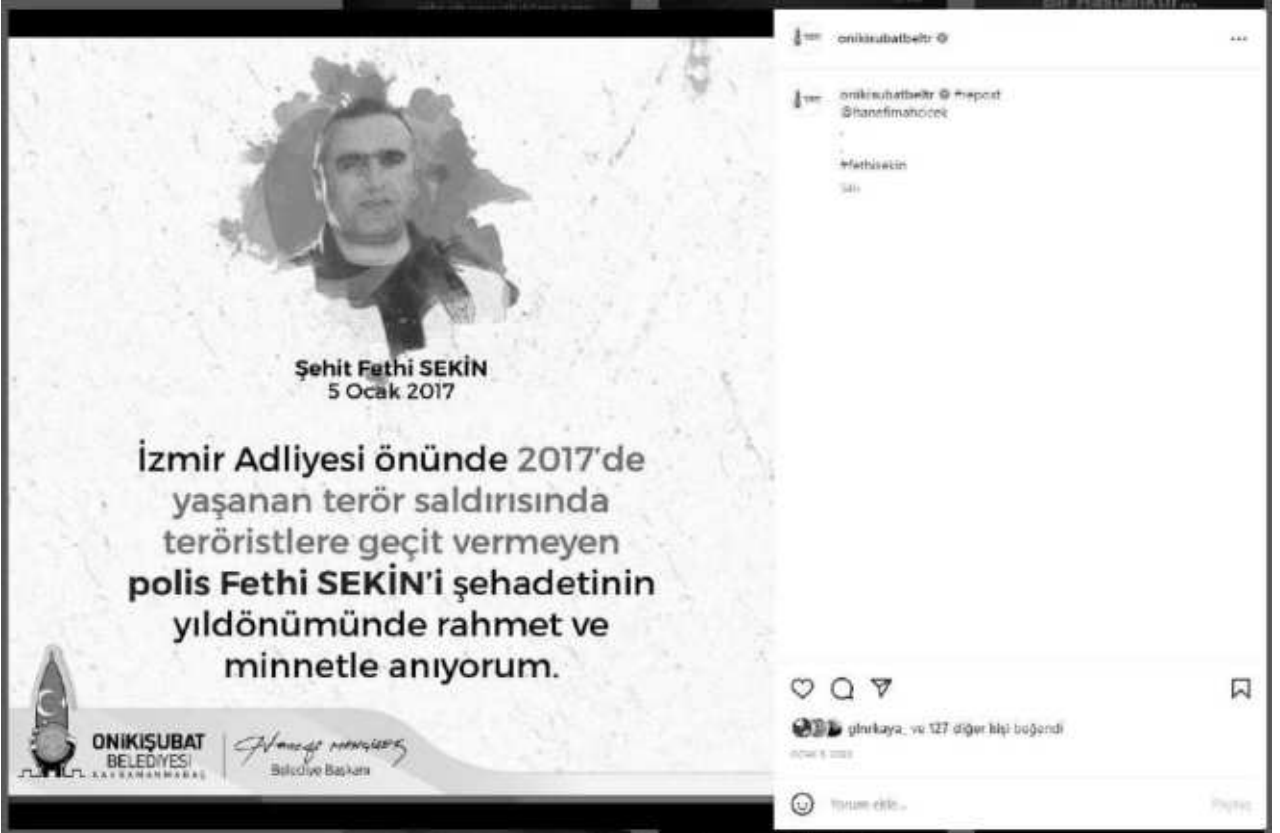 onikisubatbeltr
Şehit Fethi SEKİN
5 Ocak 2017
İzmir Adliyesi önünde 2017'de
yaşanan terör saldırısında
teröristlere geçit vermeyen
polis Fethi SEKİN'i şehadetinin
yıldönümünde rahmet ve
minnetle anıyorum.
ONİKİŞUBAT
BELEDİYESİ
KAHRAMANMARAŞ
Belediye Başkanı
onikisubatbeltr #repost
@hanefimahcicek
.
.
#fethisekin
ve 127 diğer kişi beğendi
Yorum ekle...
Paylaş